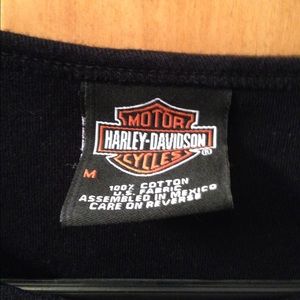 MOTOR
HARLEY-DAVIDSON
CYCLES
®
M
100% COTTON
U.S. FABRIC
ASSEMBLED IN MEXICO
CARE ON REVERSE